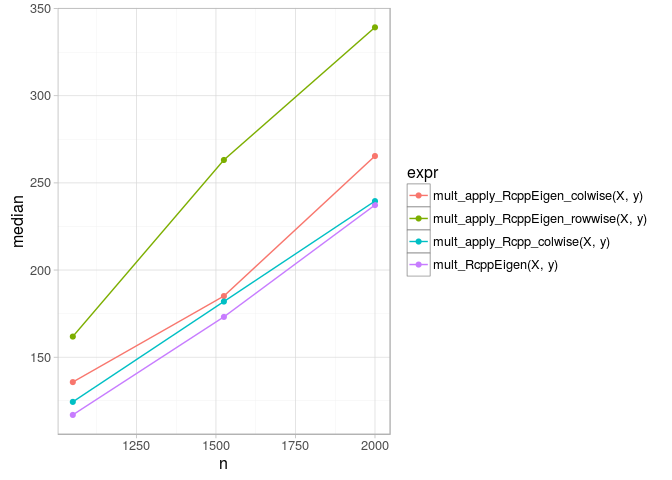 350
300
250
200
150
median
1250
1500
1750
2000
n
expr
mult_apply_RcppEigen_colwise(X, y)
mult_apply_RcppEigen_rowwise(X, y)
mult_apply_Rcpp_colwise(X, y)
mult_RcppEigen(X, y)